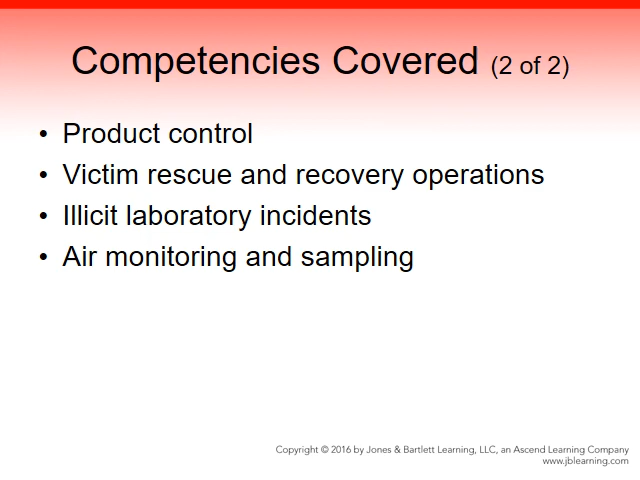 Competencies Covered (2 of 2)
• Product control
• Victim rescue and recovery operations
• Illicit laboratory incidents
• Air monitoring and sampling
Copyright © 2016 by Jones & Bartlett Learning, LLC, an Ascend Learning Company
www.jblearning.com